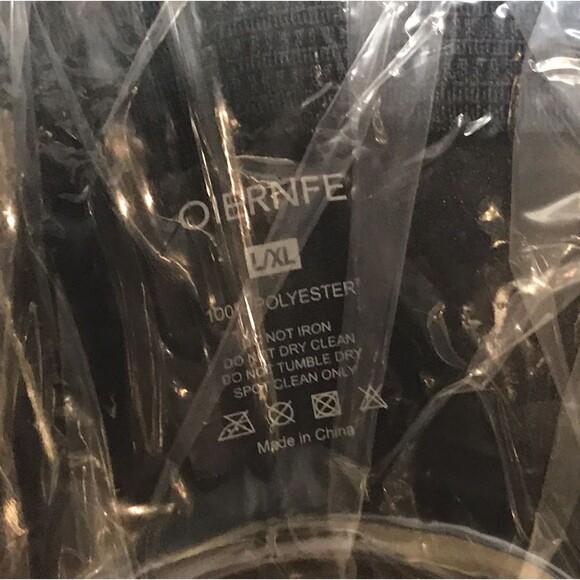 QIERNFE
L/XL
100% POLYESTER
DO NOT IRON
DO NOT DRY CLEAN
DO NOT TUMBLE DRY
SPOT CLEAN ONLY
Made in China